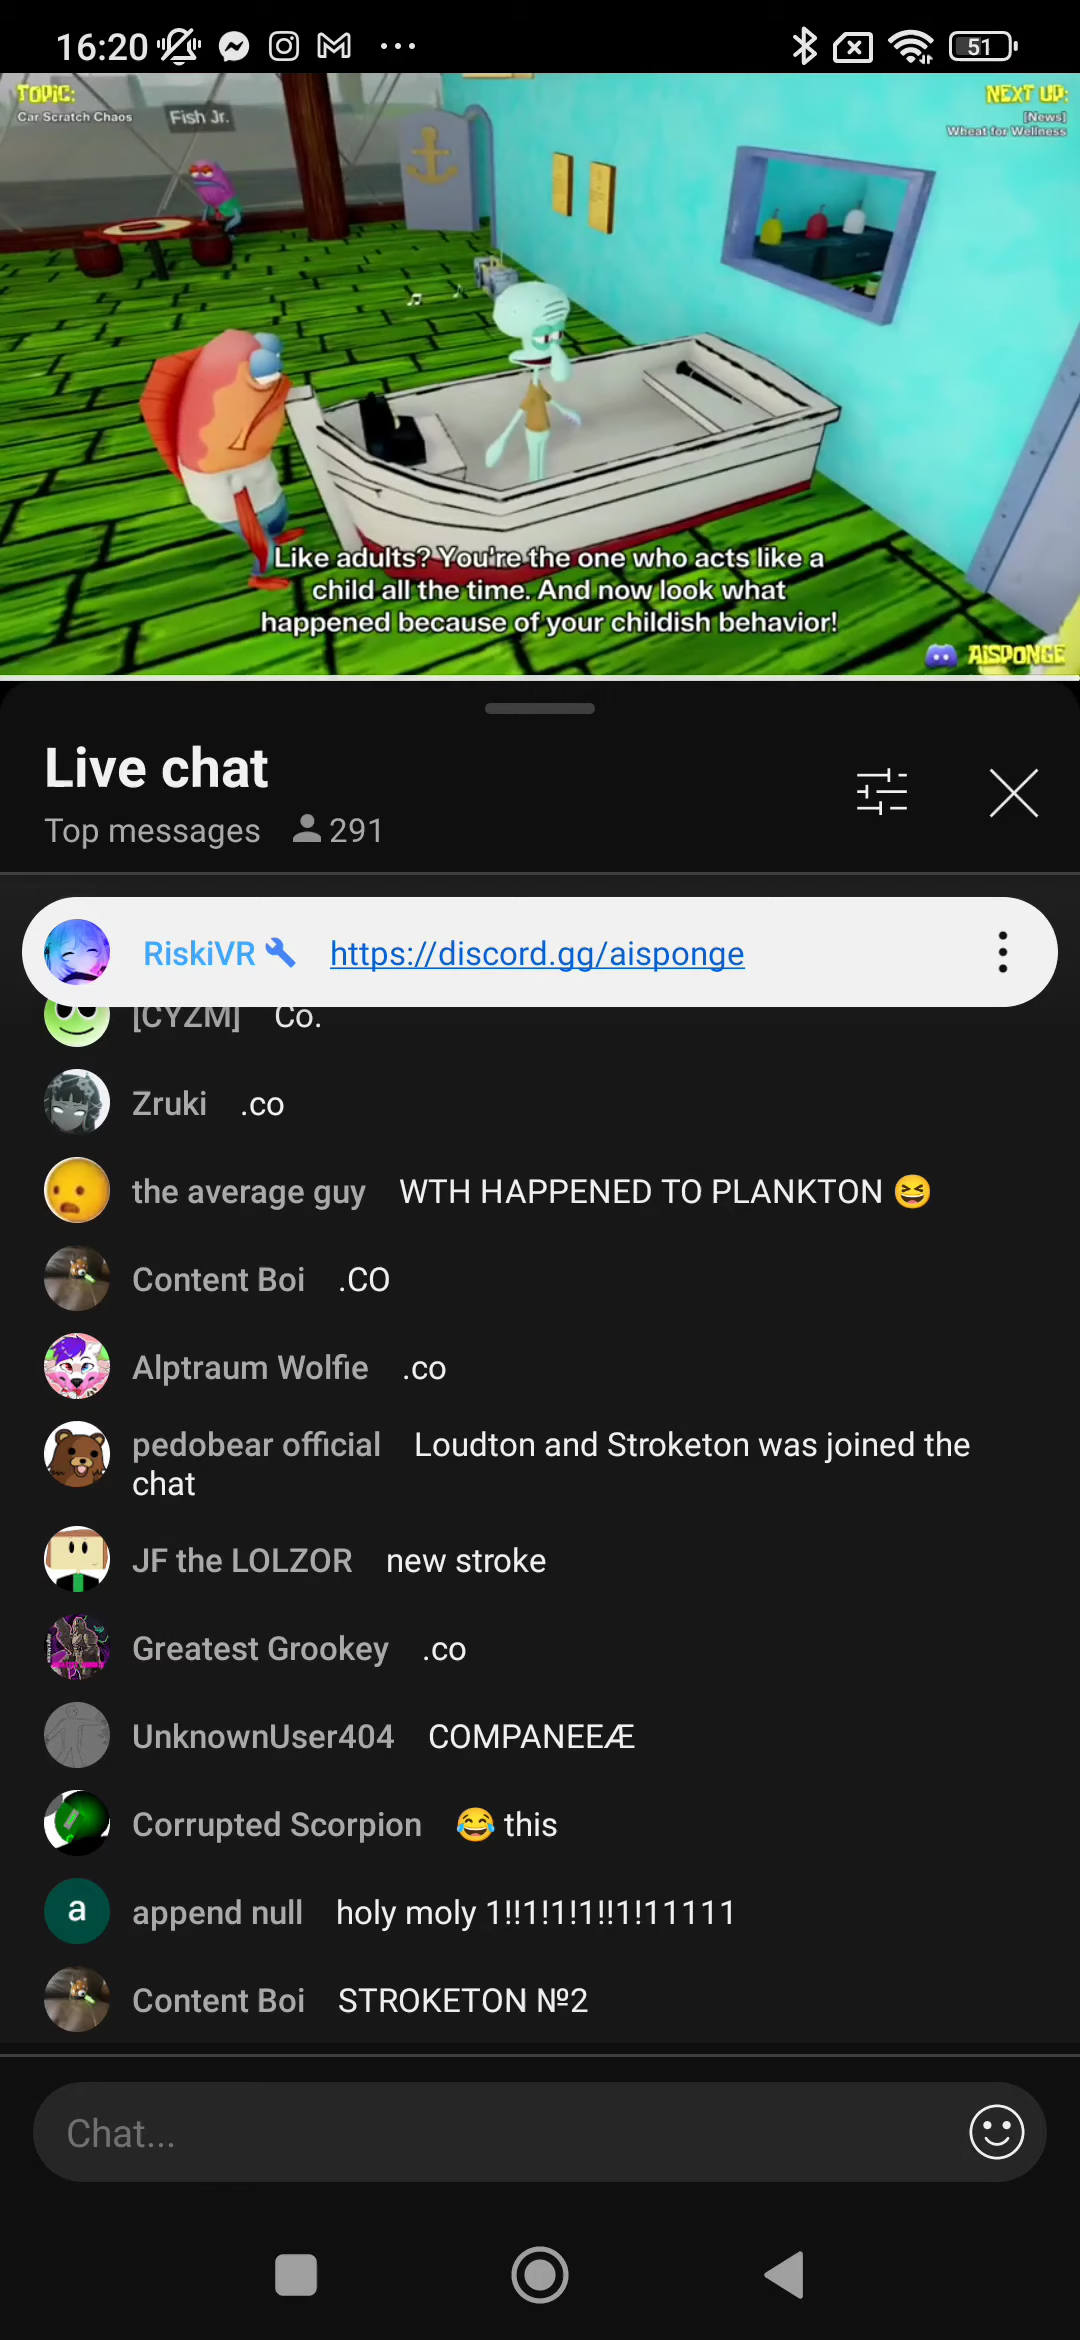 16:20
51
TOPIC:
Car Scratch Chaos
Fish Jr.
NEXT UP:
[News]
Wheat for Wellness
Like adults? You're the one who acts like a
child all the time. And now look what
happened because of your childish behavior!
AISPONGE
Live chat
Top messages 291
RiskiVR https://discord.gg/aisponge
[CYZM] Co.
Zruki .co
the average guy WTH HAPPENED TO PLANKTON 😆
Content Boi .CO
Alptraum Wolfie .co
pedobear official Loudton and Stroketon was joined the
chat
JF the LOLZOR new stroke
Greatest Grookey .co
UnknownUser404 COMPANEEÆ
Corrupted Scorpion 😂 this
a append null holy moly 1!!1!1!1!!1!11111
Content Boi STROKETON №2
Chat...